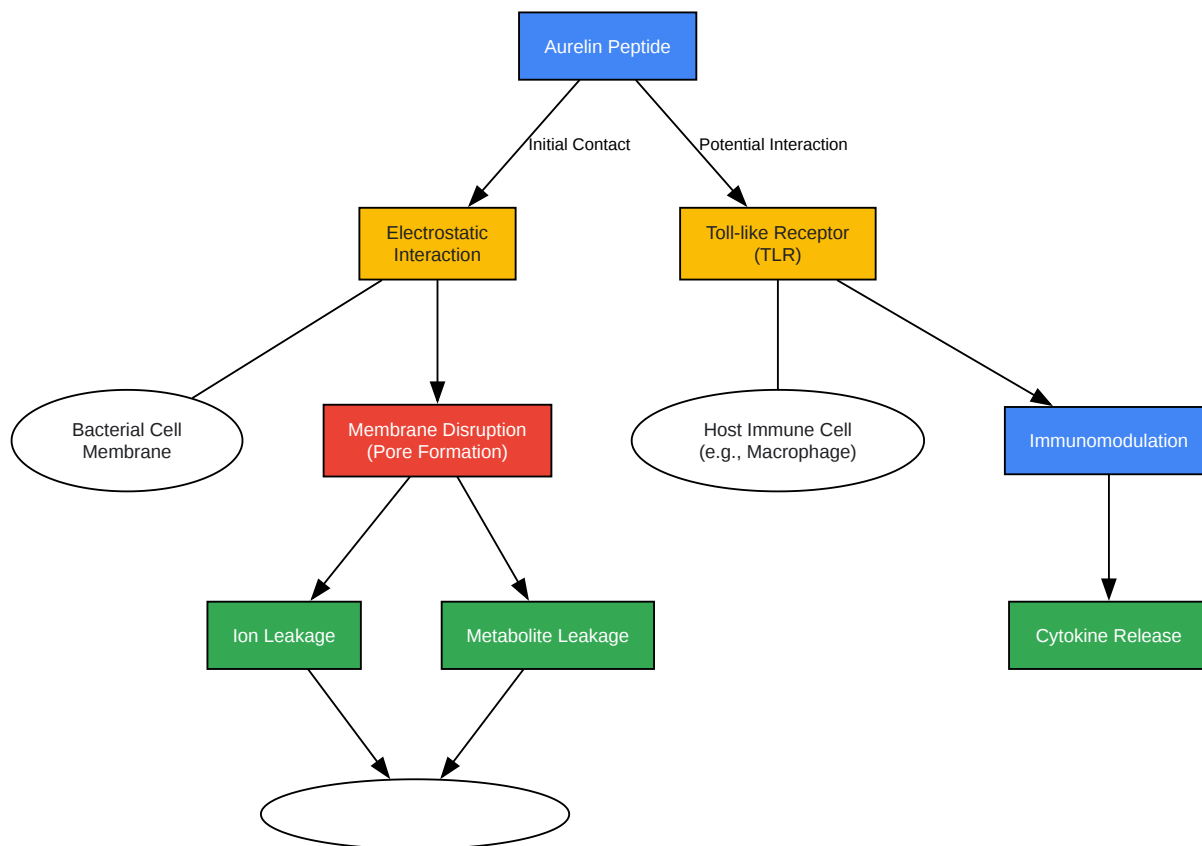 Aurelin Peptide
Initial Contact
Potential Interaction
Electrostatic
Interaction
Toll-like Receptor
(TLR)
Bacterial Cell
Membrane
Membrane Disruption
(Pore Formation)
Host Immune Cell
(e.g., Macrophage)
Immunomodulation
Ion Leakage
Metabolite Leakage
Cytokine Release